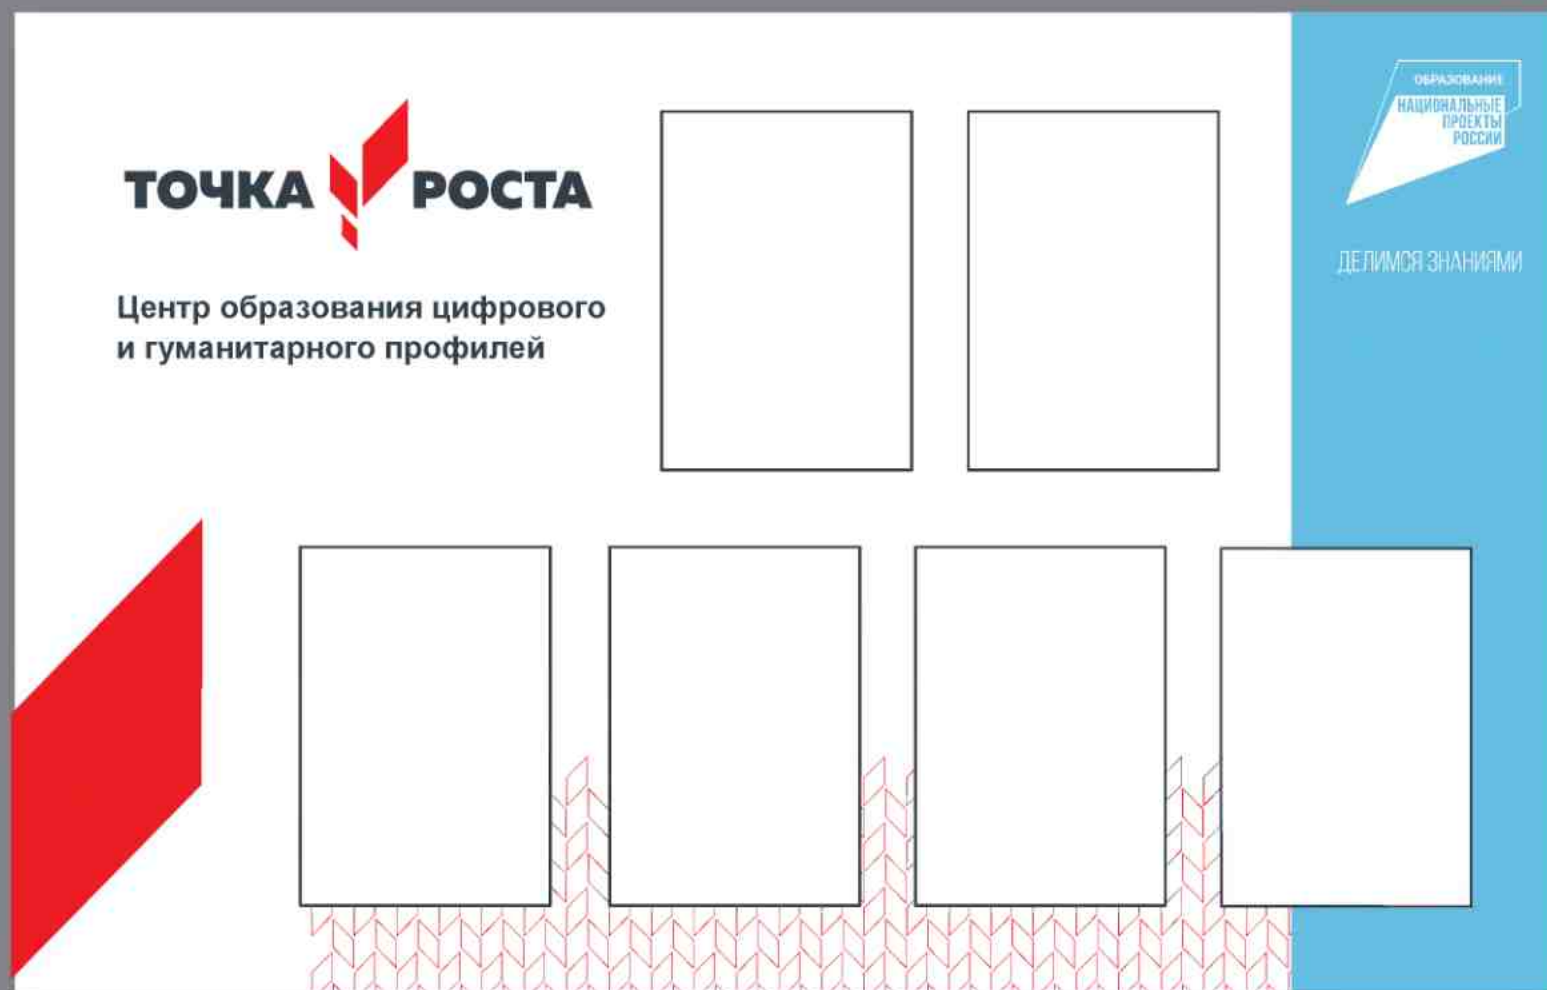 ТОЧКА РОСТА
Центр образования цифрового
и гуманитарного профилей
ОБРАЗОВАНИЕ
НАЦИОНАЛЬНЫЕ
ПРОЕКТЫ
РОССИИ
ДЕЛИМСЯ ЗНАНИЯМИ